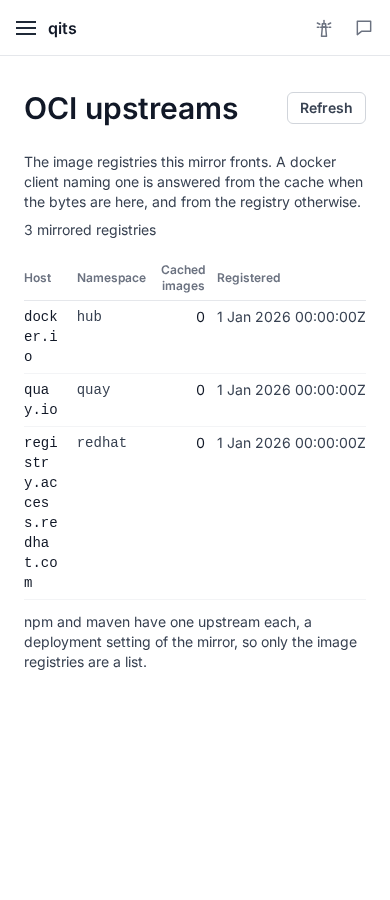 qits
OCI upstreams
Refresh
The image registries this mirror fronts. A docker
client naming one is answered from the cache when
the bytes are here, and from the registry otherwise.
3 mirrored registries
Host Namespace Cached images Registered
dock
er.i
o
hub 0 1 Jan 2026 00:00:00Z
qua
y.io
quay 0 1 Jan 2026 00:00:00Z
regi
str
y.ac
ces
s.re
dha
t.co
m
redhat 0 1 Jan 2026 00:00:00Z
npm and maven have one upstream each, a
deployment setting of the mirror, so only the image
registries are a list.